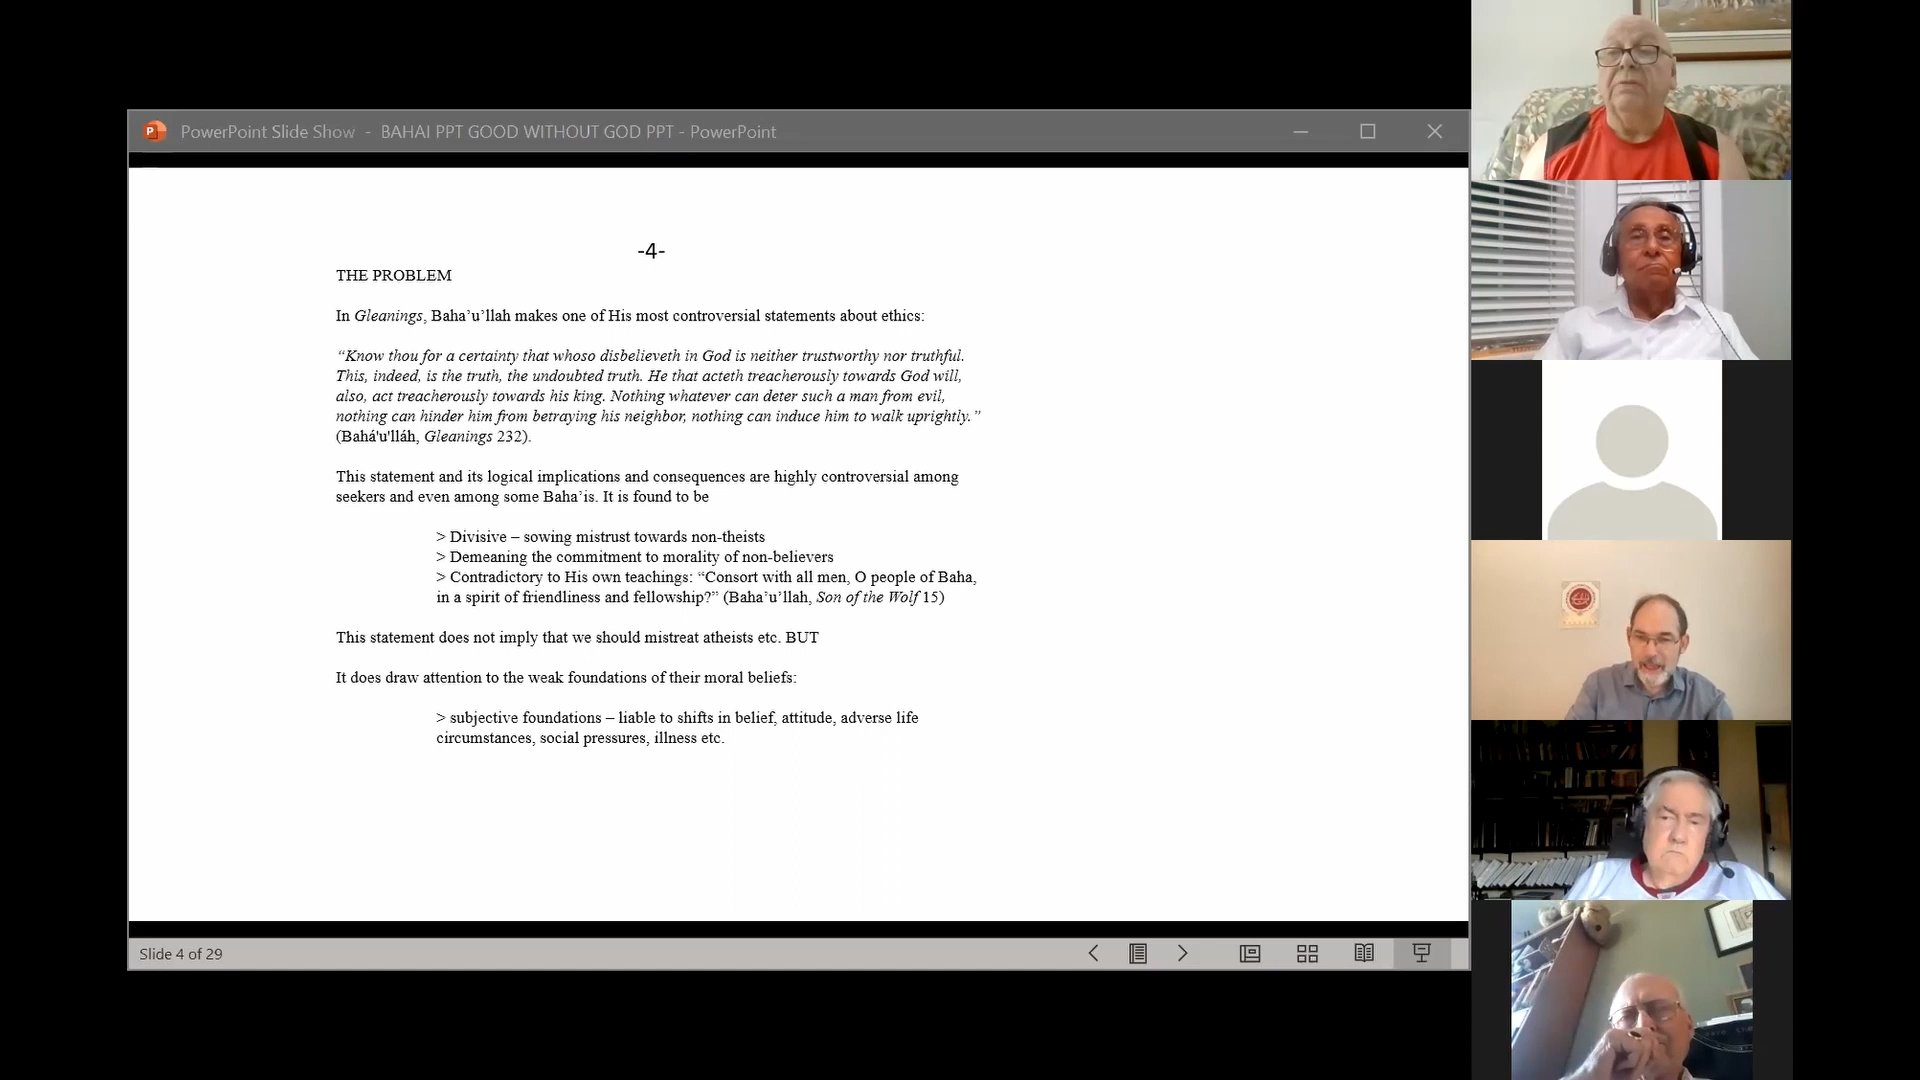 PowerPoint Slide Show - BAHAI PPT GOOD WITHOUT GOD PPT - PowerPoint
-4-
THE PROBLEM
In Gleanings, Baha’u’llah makes one of His most controversial statements about ethics:
“Know thou for a certainty that whoso disbelieveth in God is neither trustworthy nor truthful.
This, indeed, is the truth, the undoubted truth. He that acteth treacherously towards God will,
also, act treacherously towards his king. Nothing whatever can deter such a man from evil,
nothing can hinder him from betraying his neighbor, nothing can induce him to walk uprightly.”
(Bahá'u'lláh, Gleanings 232).
This statement and its logical implications and consequences are highly controversial among
seekers and even among some Baha’is. It is found to be
> Divisive – sowing mistrust towards non-theists
> Demeaning the commitment to morality of non-believers
> Contradictory to His own teachings: “Consort with all men, O people of Baha,
in a spirit of friendliness and fellowship?” (Baha’u’llah, Son of the Wolf 15)
This statement does not imply that we should mistreat atheists etc. BUT
It does draw attention to the weak foundations of their moral beliefs:
> subjective foundations – liable to shifts in belief, attitude, adverse life
circumstances, social pressures, illness etc.
Slide 4 of 29